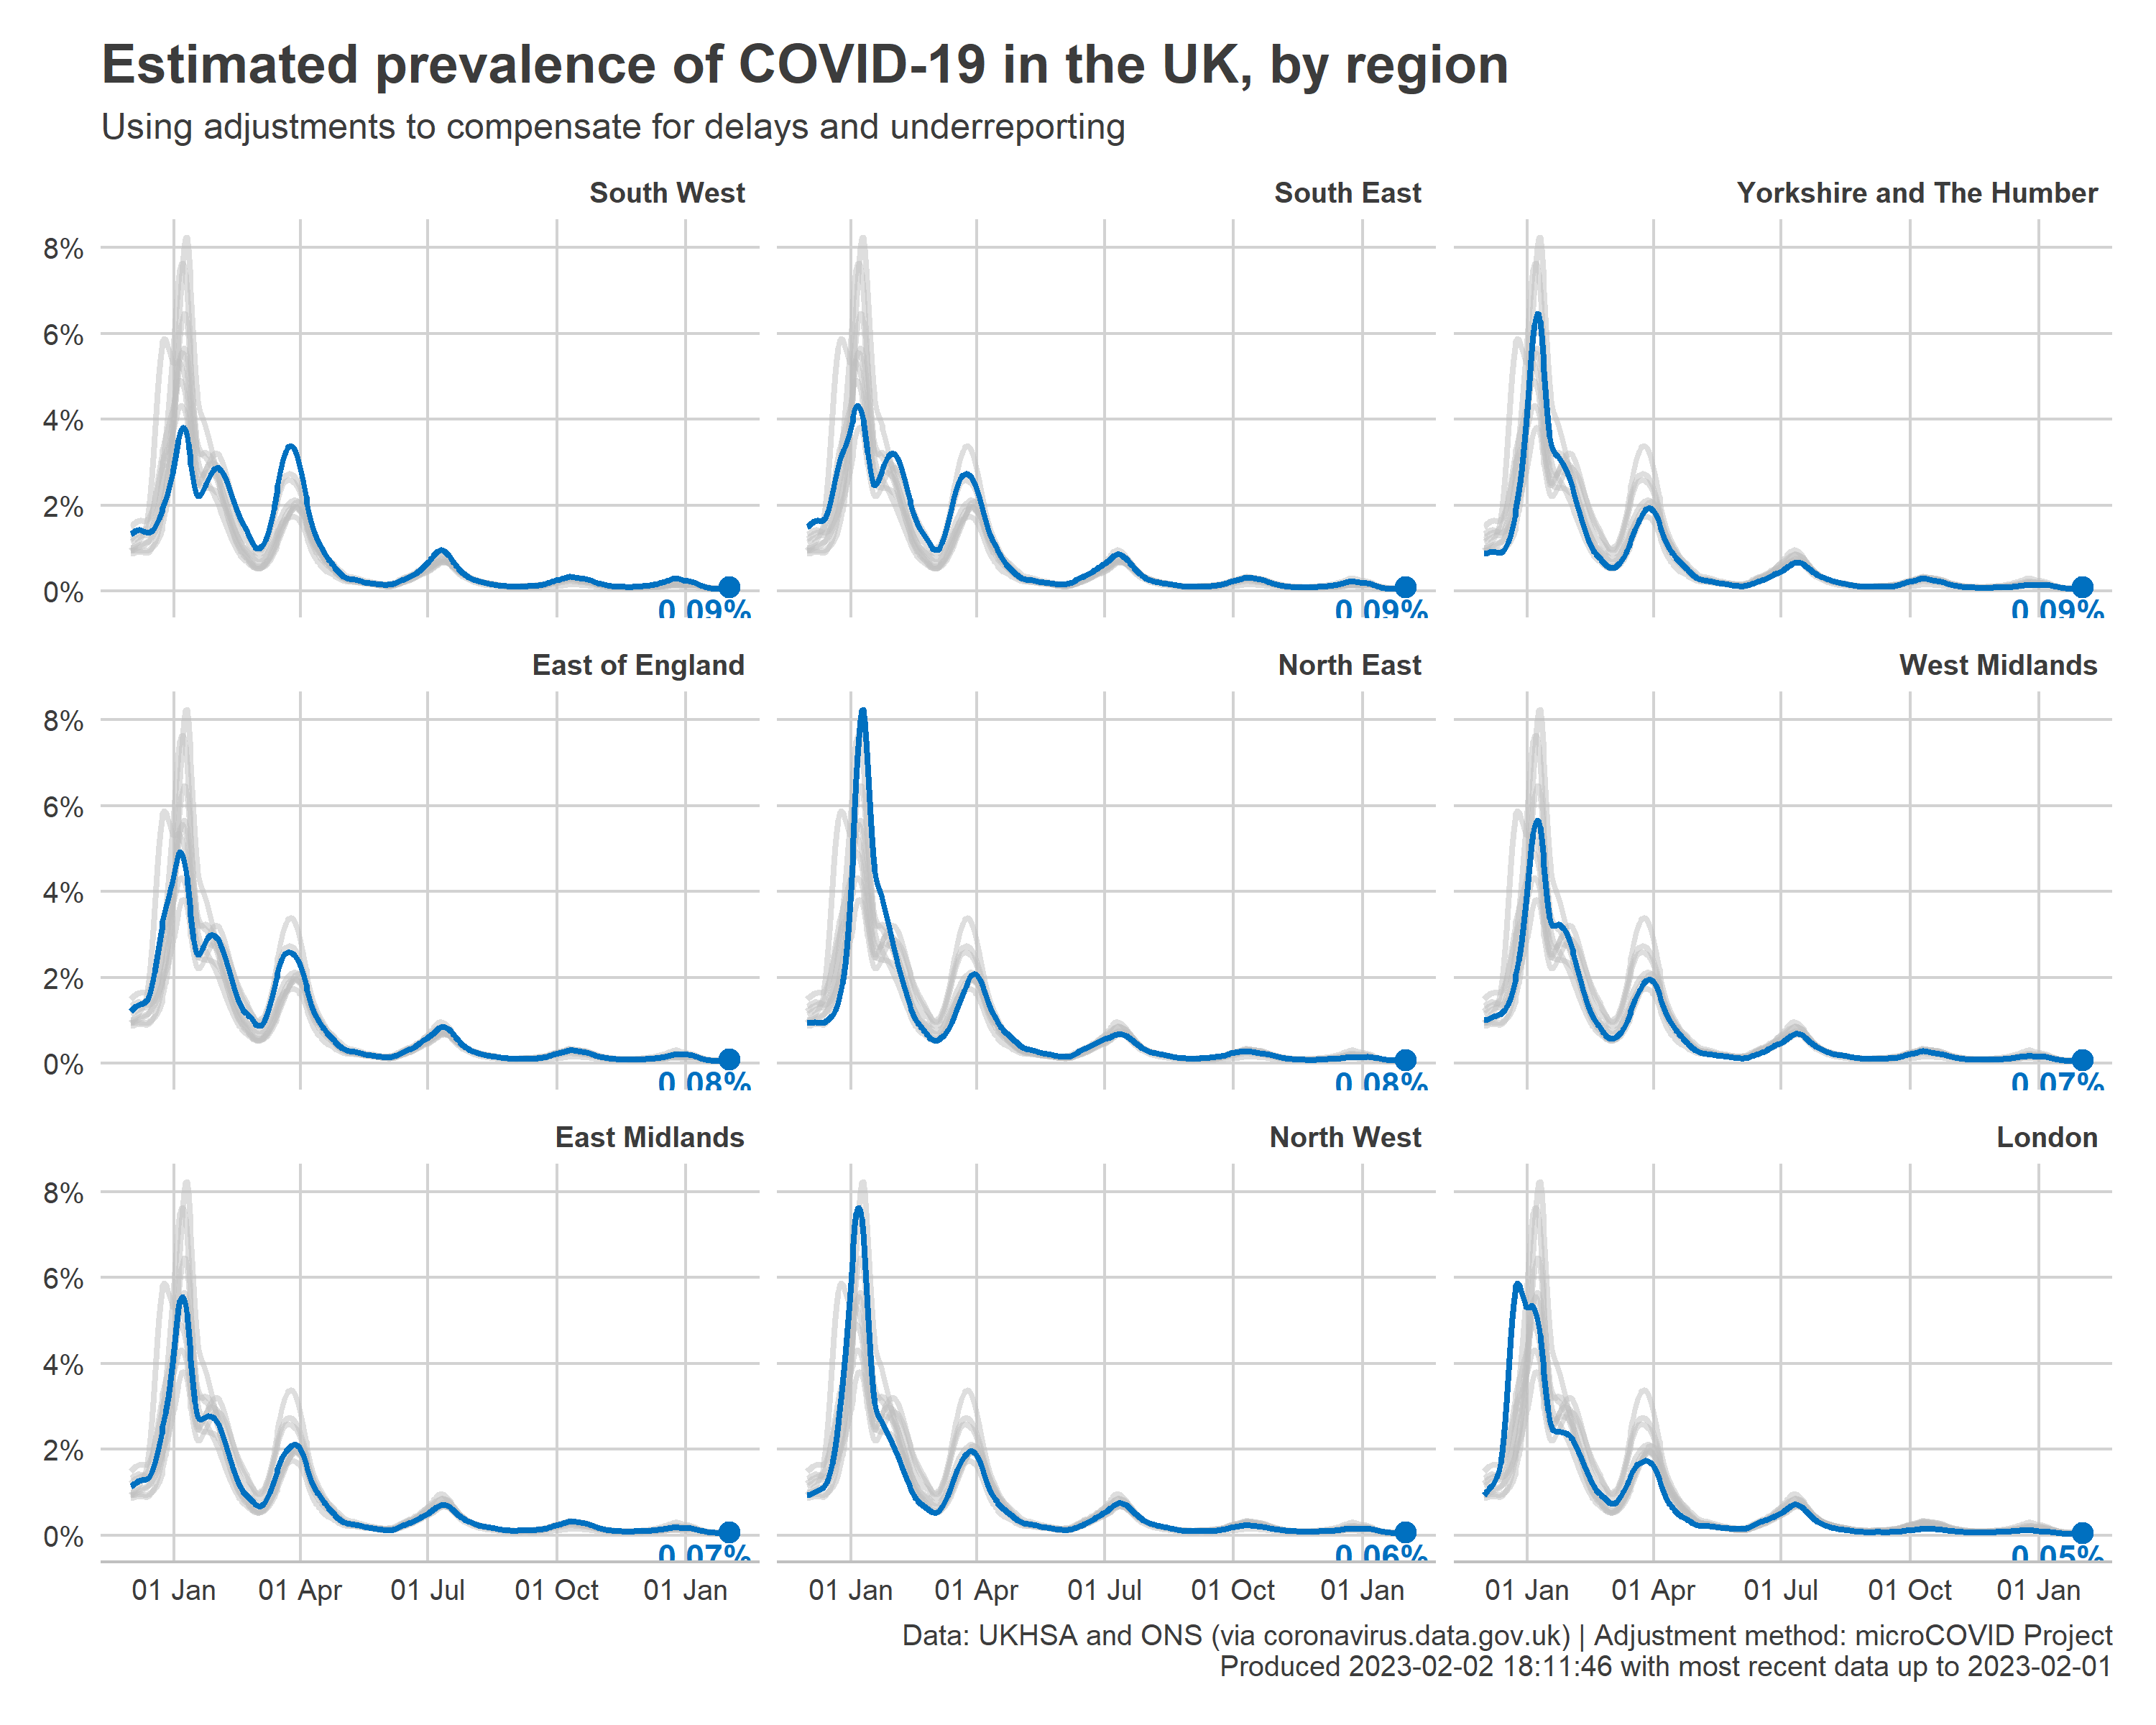 Estimated prevalence of COVID-19 in the UK, by region
Using adjustments to compensate for delays and underreporting
South West
South East
Yorkshire and The Humber
8%
6%
4%
2%
0%
0.09%
0.09%
0.09%
East of England
North East
West Midlands
8%
6%
4%
2%
0%
0.08%
0.08%
0.07%
East Midlands
North West
London
8%
6%
4%
2%
0%
0.07%
0.06%
0.05%
01 Jan 01 Apr 01 Jul 01 Oct 01 Jan
01 Jan 01 Apr 01 Jul 01 Oct 01 Jan
01 Jan 01 Apr 01 Jul 01 Oct 01 Jan
Data: UKHSA and ONS (via coronavirus.data.gov.uk) | Adjustment method: microCOVID Project
Produced 2023-02-02 18:11:46 with most recent data up to 2023-02-01